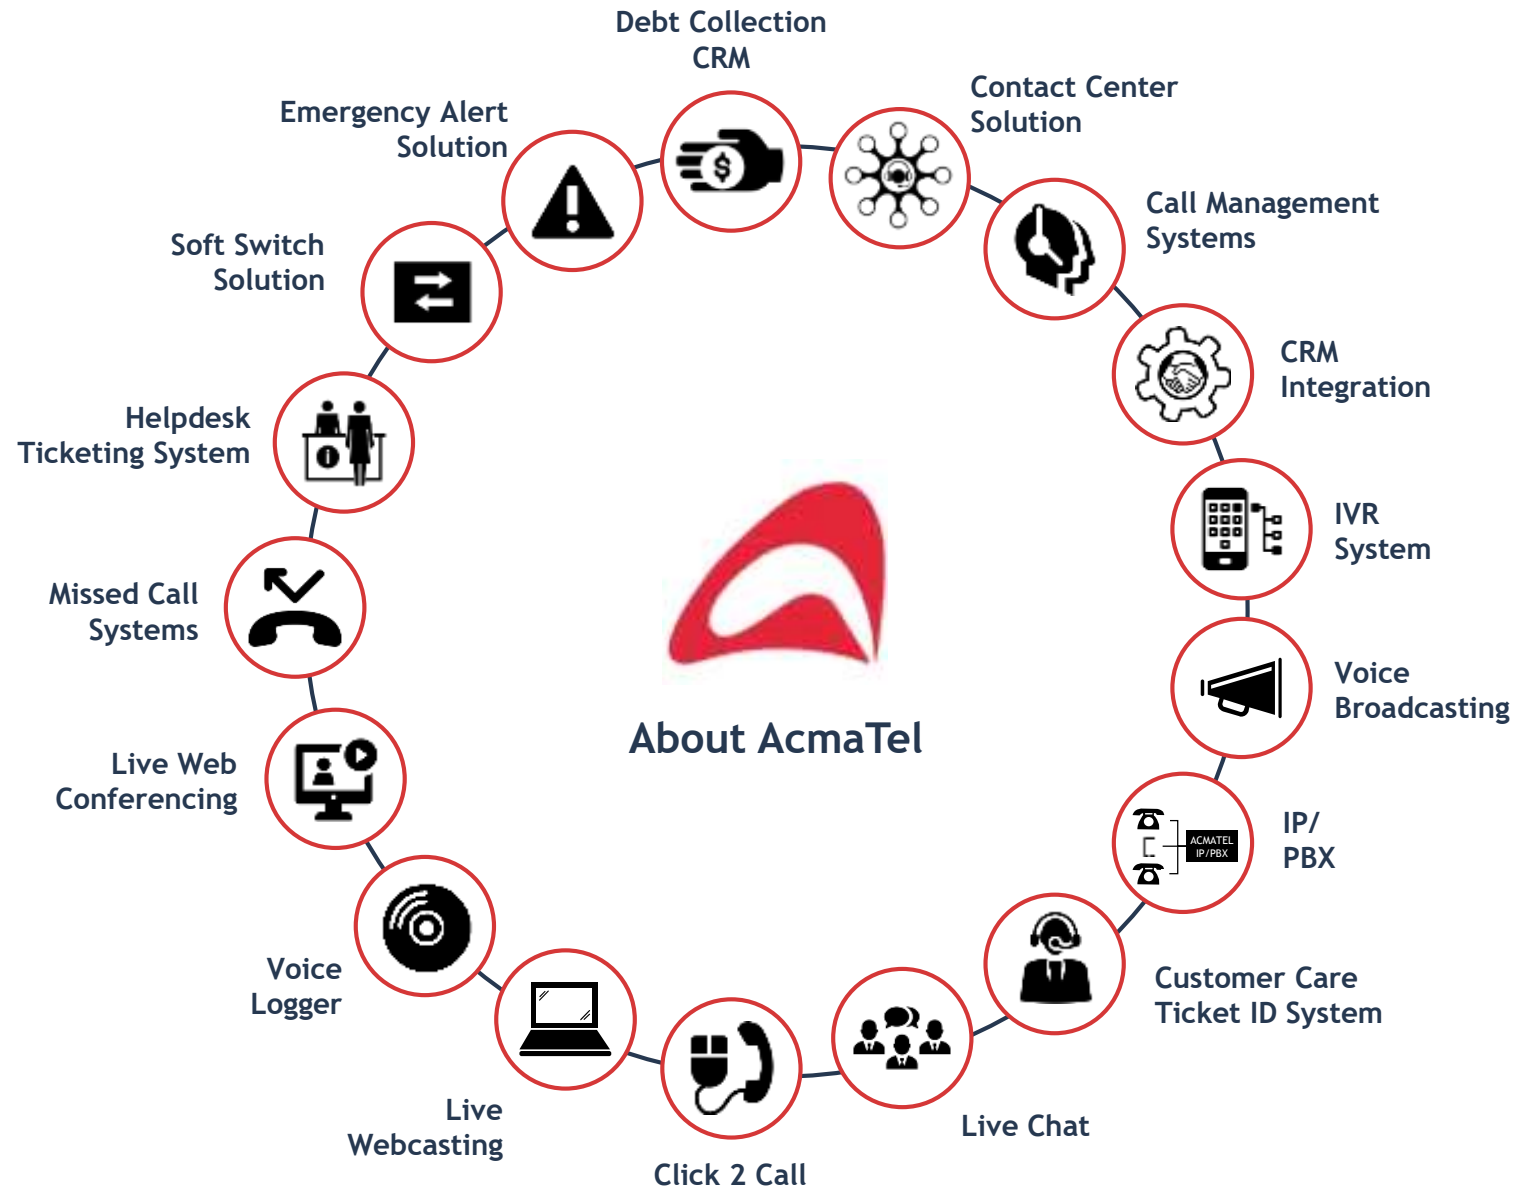 Debt Collection
CRM
Contact Center
Solution
Call Management
Systems
CRM
Integration
IVR
System
Voice
Broadcasting
IP/
PBX
ACMATEL
IP/PBX
Customer Care
Ticket ID System
Live Chat
Click 2 Call
Live
Webcasting
Voice
Logger
Live Web
Conferencing
Missed Call
Systems
Helpdesk
Ticketing System
Soft Switch
Solution
Emergency Alert
Solution
About AcmaTel